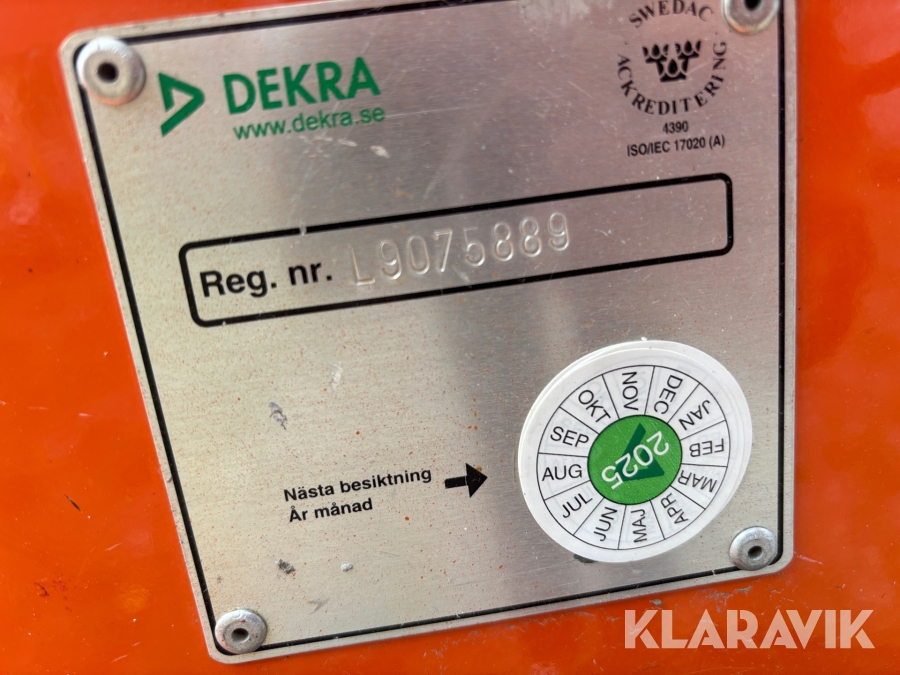 DEKRA
www.dekra.se
SWEDAC
ACKREDITERING
4390
ISO/IEC 17020 (A)
Reg. nr. L9075889
Nästa besiktning
År månad
2025
JAN
FEB
MAR
APR
MAJ
JUN
JUL
AUG
SEP
OKT
NOV
DEC
KLARAVIK